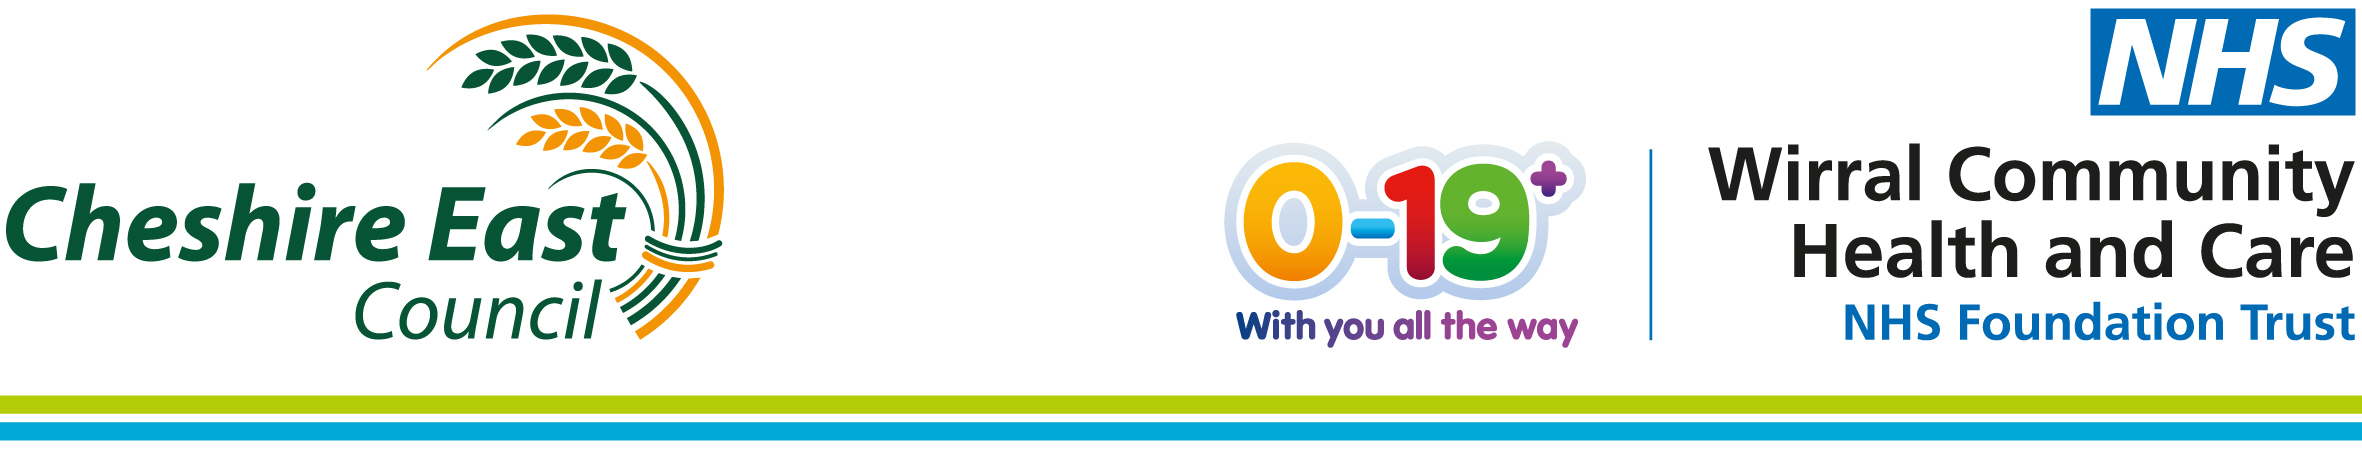 Cheshire East
Council
0-19+
With you all the way
NHS
Wirral Community
Health and Care
NHS Foundation Trust